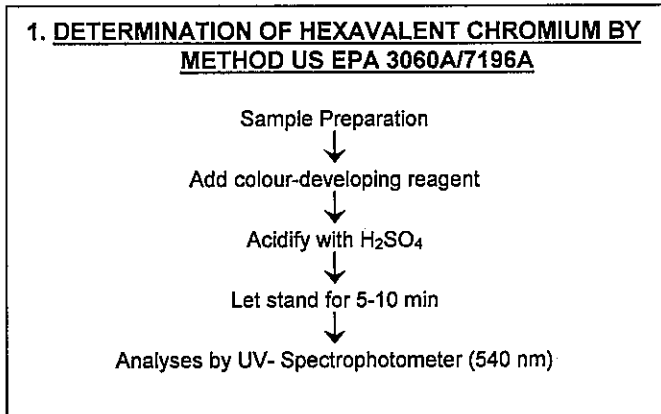 1. DETERMINATION OF HEXAVALENT CHROMIUM BY
METHOD US EPA 3060A/7196A
Sample Preparation
Add colour-developing reagent
Acidify with H₂SO₄
Let stand for 5-10 min
Analyses by UV- Spectrophotometer (540 nm)